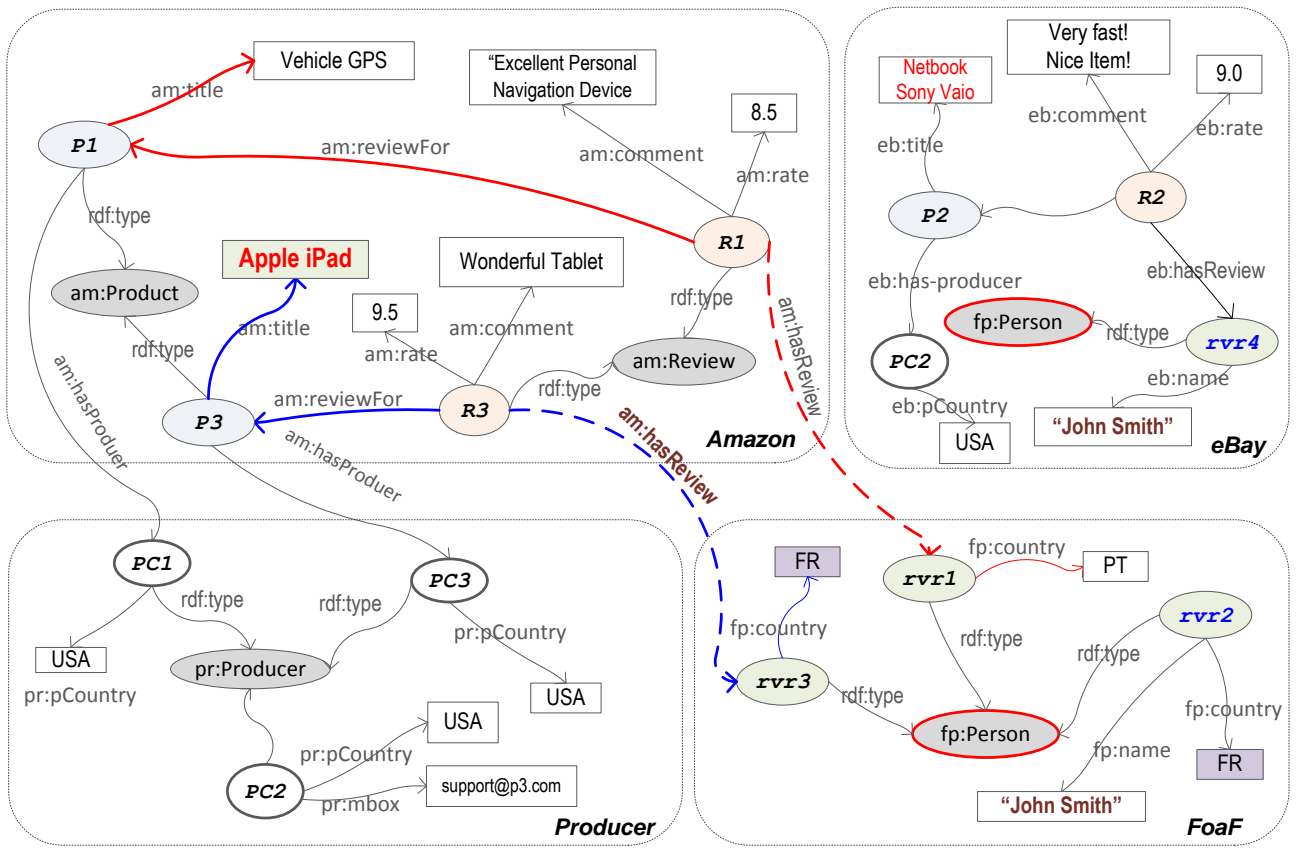 Vehicle GPS
am:title
P1
"Excellent Personal
Navigation Device
8.5
am:comment
am:rate
am:reviewFor
rdf:type
R1
am:Product
Apple iPad
Wonderful Tablet
rdf:type
am:title
rdf:type
9.5
am:comment
am:rate
am:Review
am:hasReview
rdf:type
am:reviewFor
P3
R3
am:hasProduer
am:hasProduer
am:hasReview
Amazon
Very fast!
Nice Item!
Netbook
Sony Vaio
9.0
eb:comment
eb:rate
eb:title
P2
R2
eb:has-producer
eb:hasReview
fp:Person
rdf:type
rvr4
PC2
eb:name
eb:pCountry
"John Smith"
USA
eBay
PC1
PC3
rdf:type
rdf:type
USA
pr:pCountry
pr:Producer
pr:pCountry
USA
USA
pr:pCountry
PC2
pr:mbox
support@p3.com
Producer
FR
fp:country
rvr1
PT
fp:country
rdf:type
rvr2
rdf:type
rvr3
rdf:type
fp:Person
fp:name
fp:country
FR
"John Smith"
FoaF